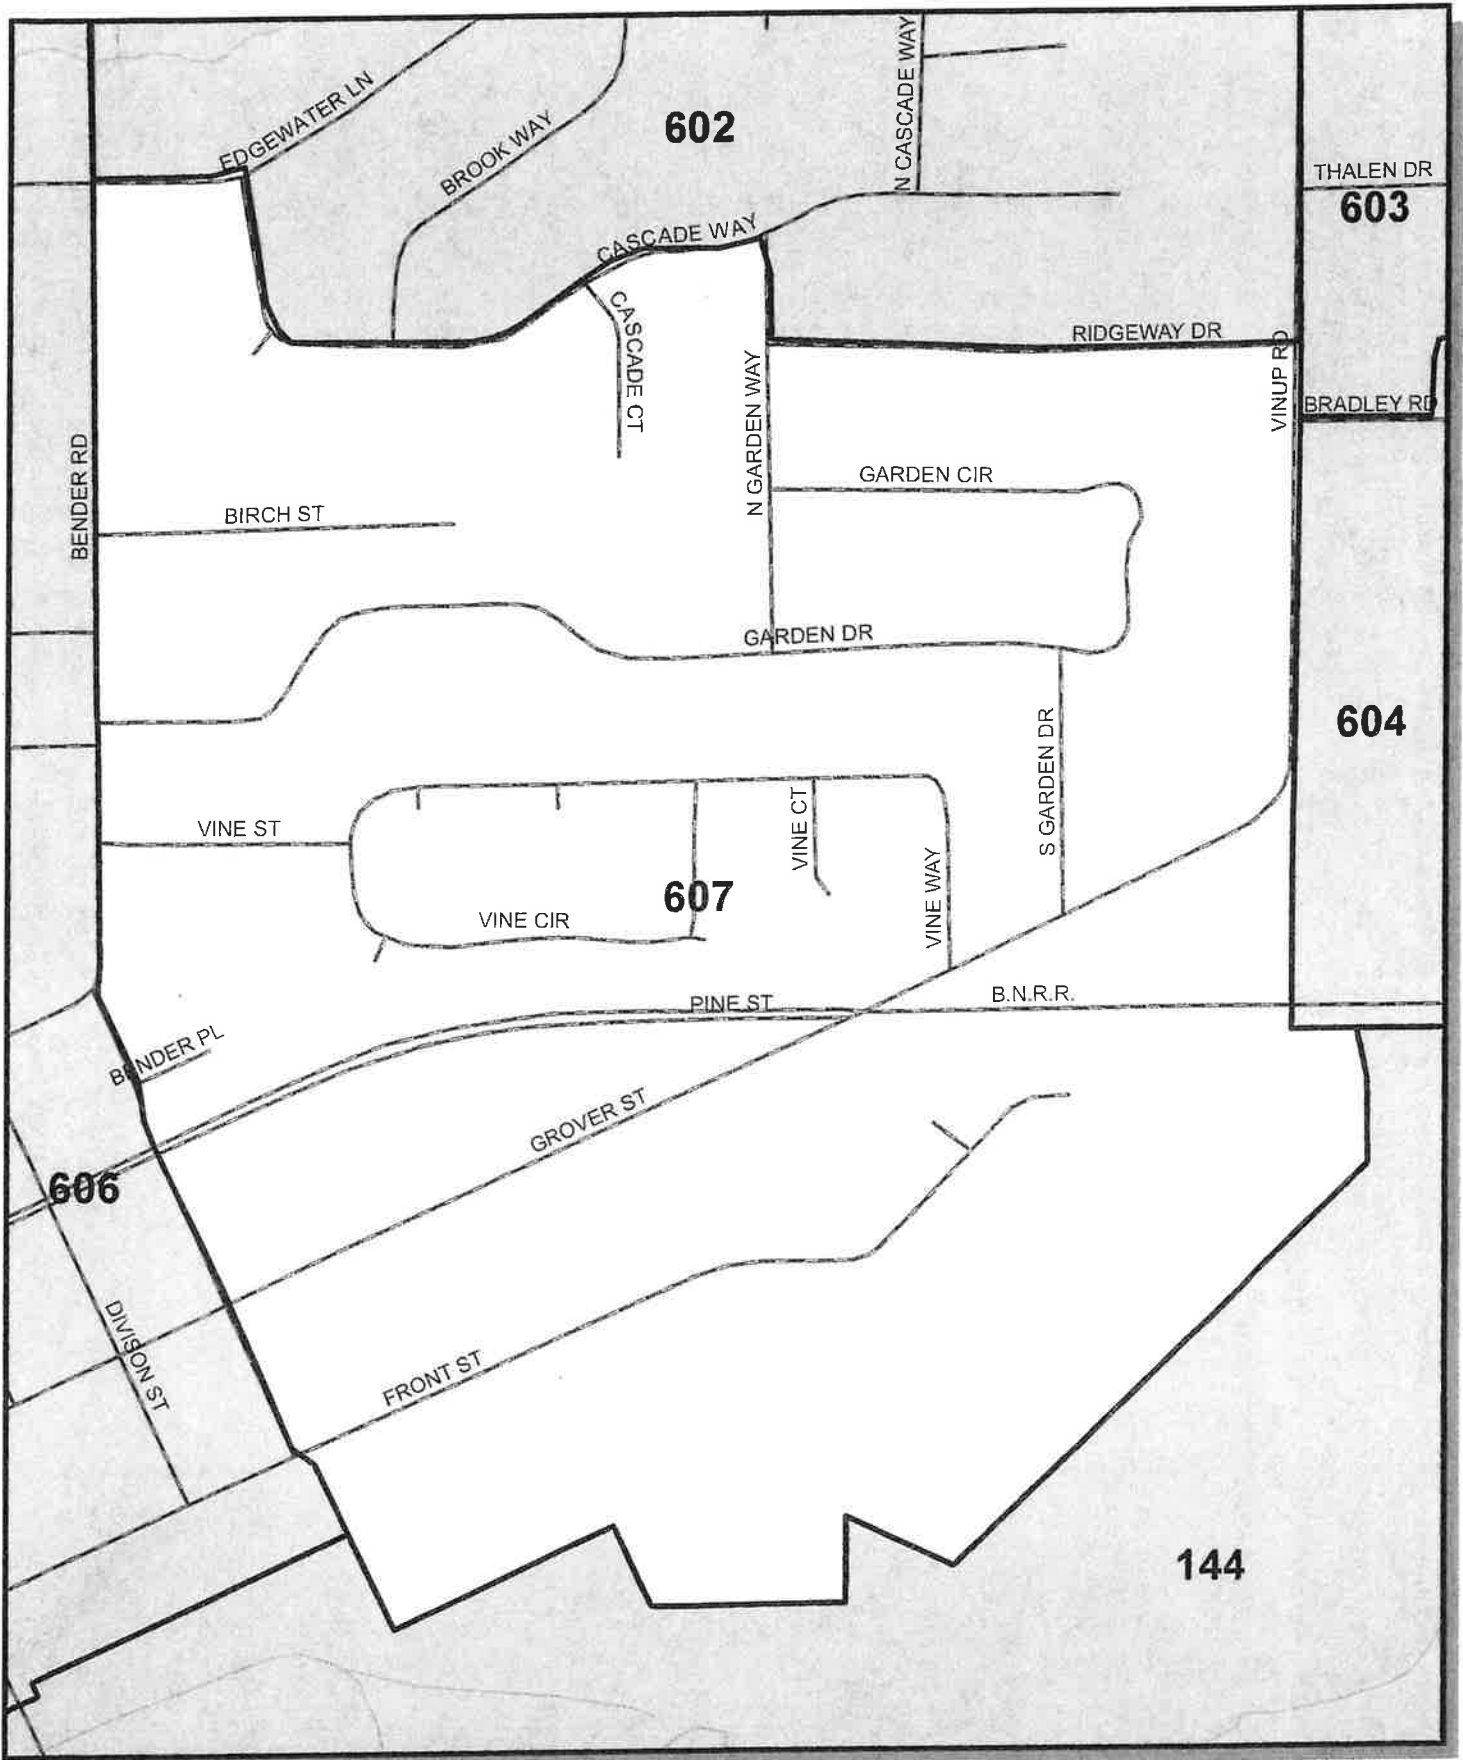 N CASCADE WAY
EDGEWATER LN
BROOK WAY
602
THALEN DR
603
CASCADE WAY
CASCADE CT
RIDGEWAY DR
VINUP RD
BRADLEY RD
N GARDEN WAY
BENDER RD
GARDEN CIR
BIRCH ST
GARDEN DR
604
S GARDEN DR
VINE ST
VINE CT
607
VINE CIR
VINE WAY
PINE ST
B.N.R.R.
BENDER PL
GROVER ST
606
DIVISON ST
FRONT ST
144